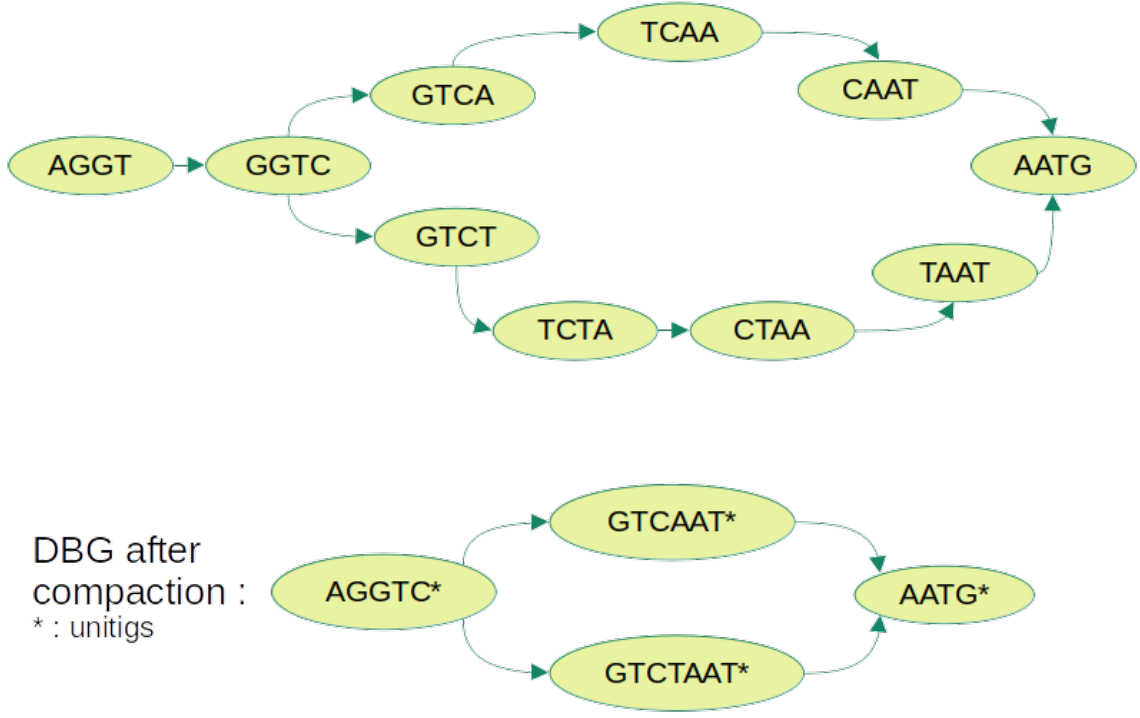 TCAA
GTCA
CAAT
AGGT
GGTC
AATG
GTCT
TAAT
TCTA
CTAA
DBG after
compaction :
* : unitigs
GTCAAT*
AGGTC*
AATG*
GTCTAAT*